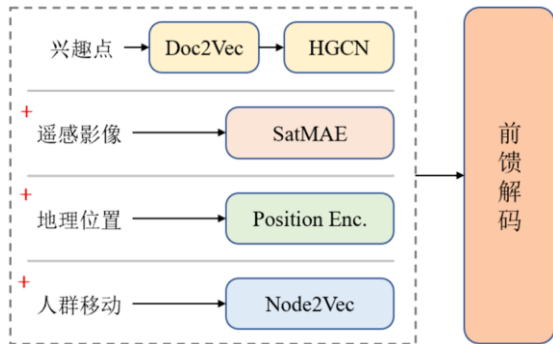 兴趣点 Doc2Vec HGCN
+
遥感影像 SatMAE
+
地理位置 Position Enc.
+
人群移动 Node2Vec
前馈解码